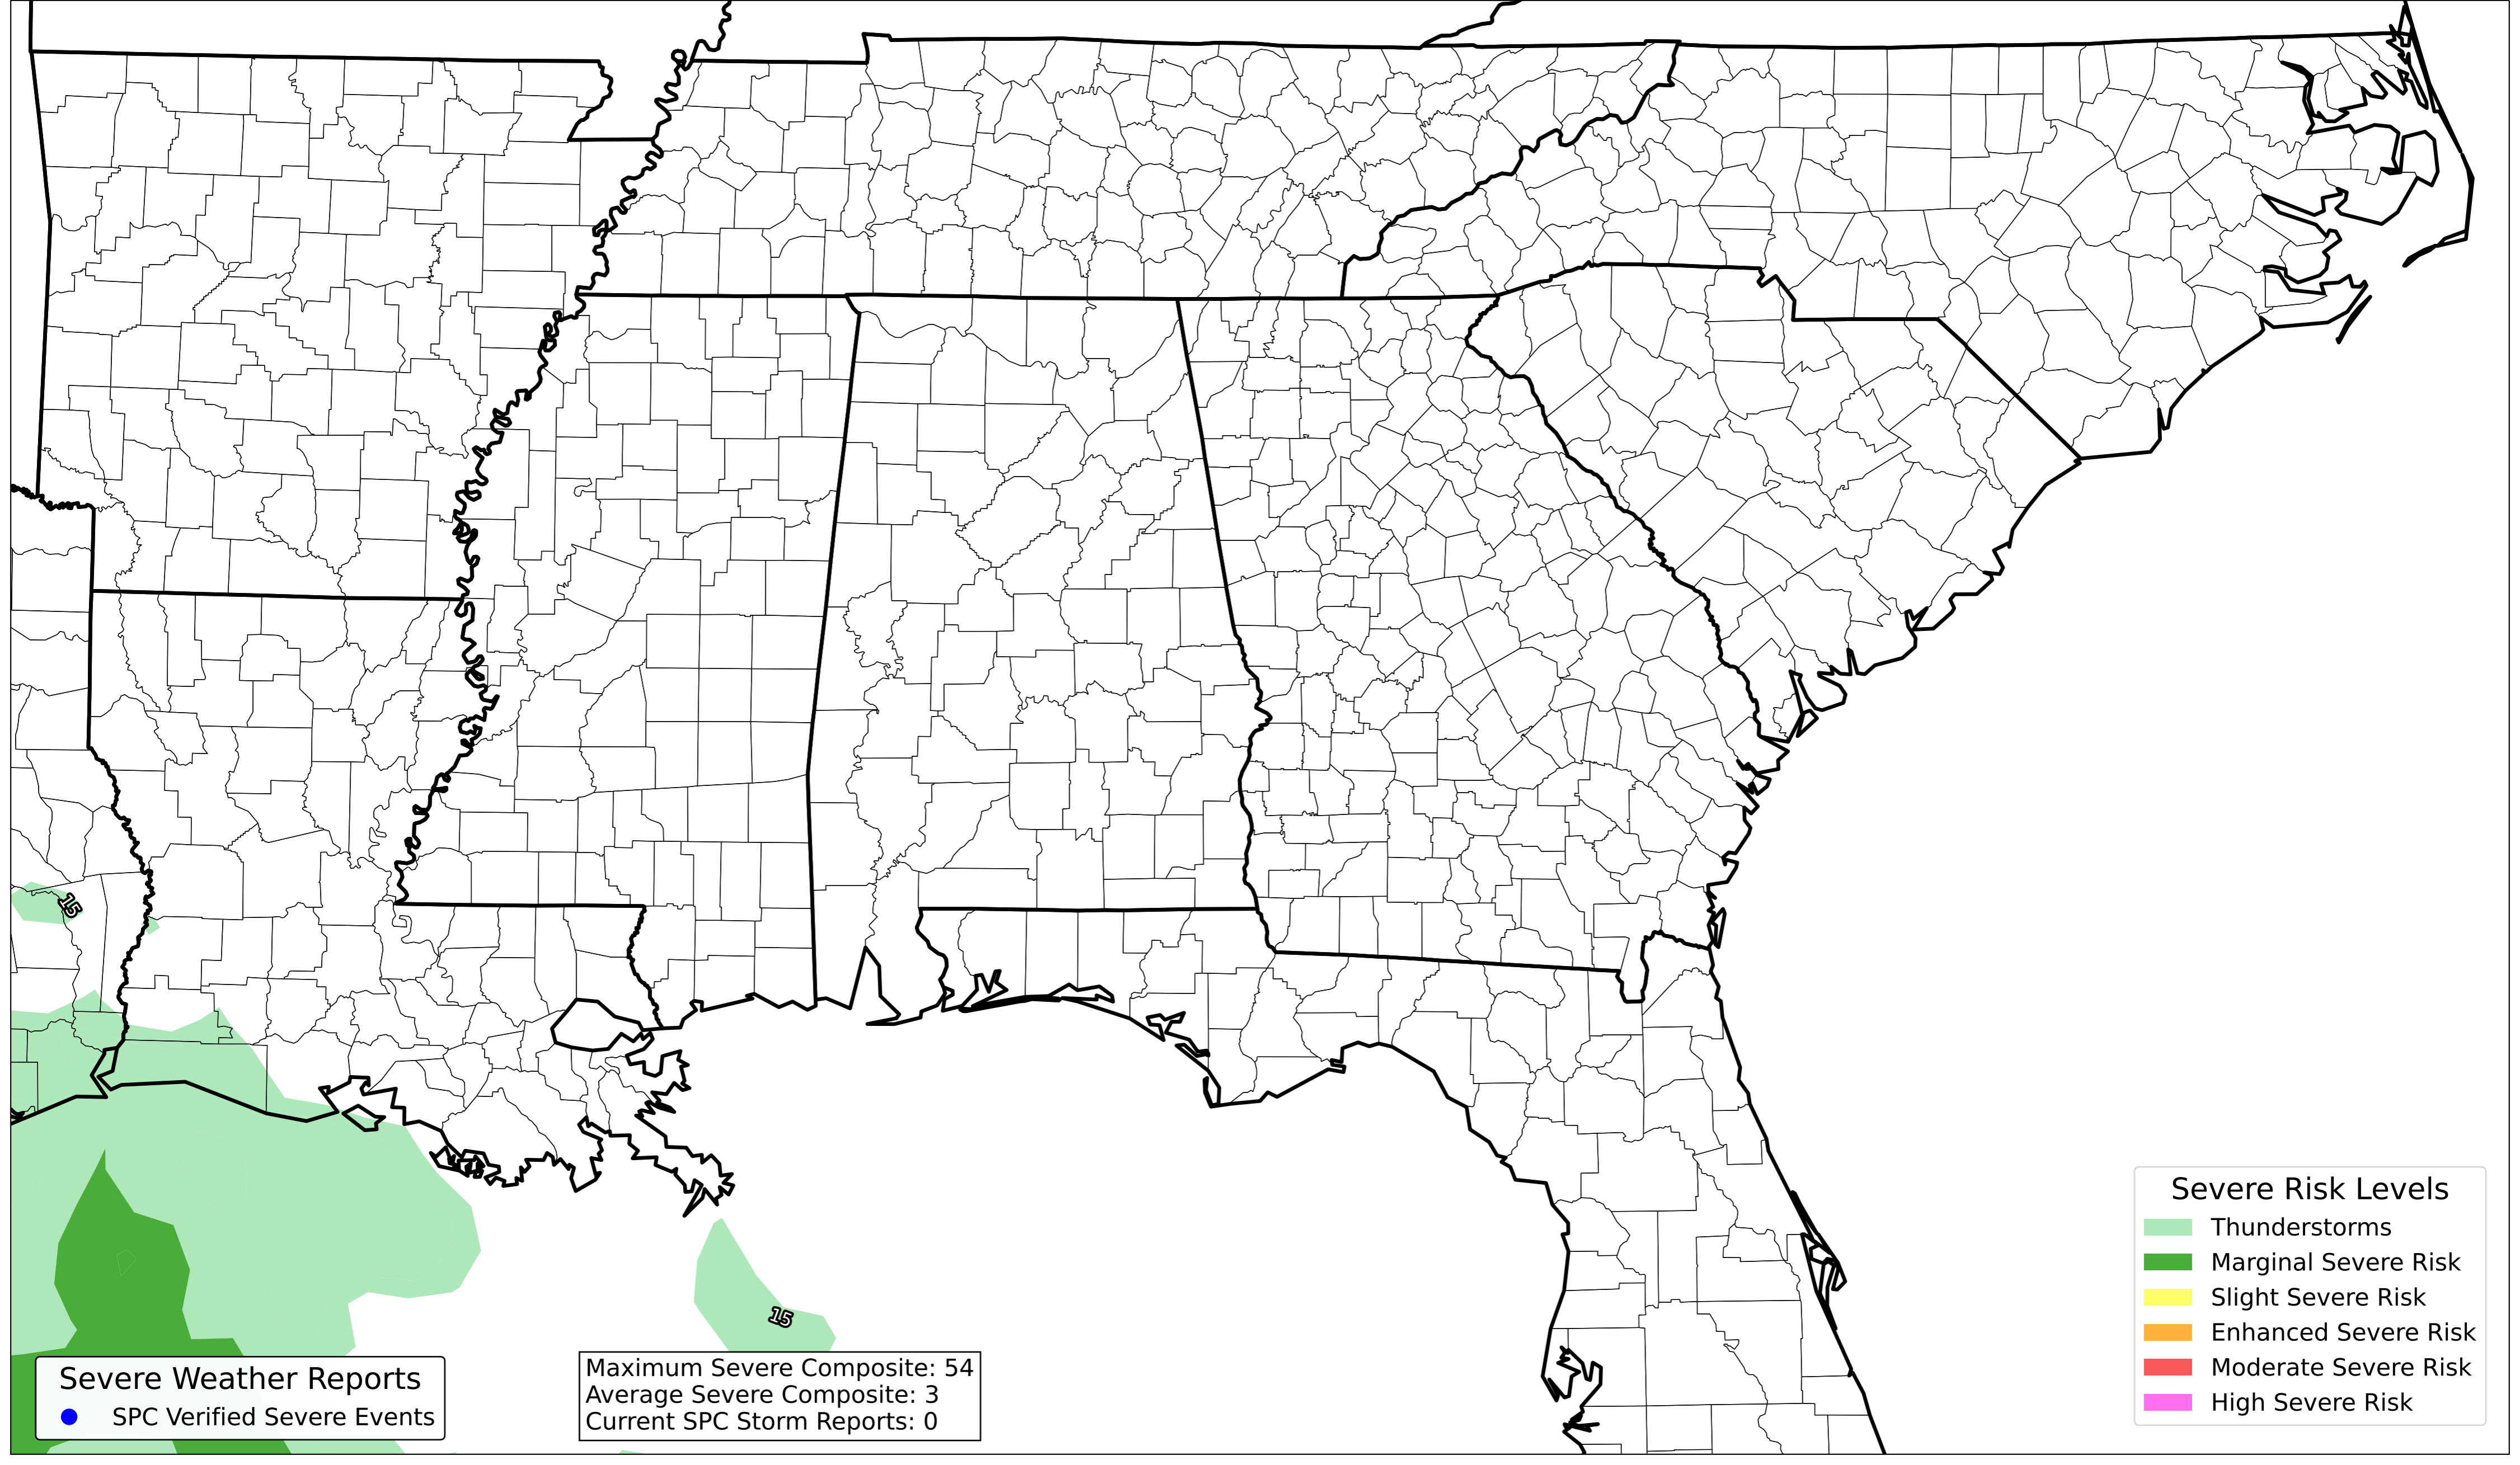 15
15
Severe Weather Reports
SPC Verified Severe Events
Maximum Severe Composite: 54
Average Severe Composite: 3
Current SPC Storm Reports: 0
Severe Risk Levels
Thunderstorms
Marginal Severe Risk
Slight Severe Risk
Enhanced Severe Risk
Moderate Severe Risk
High Severe Risk